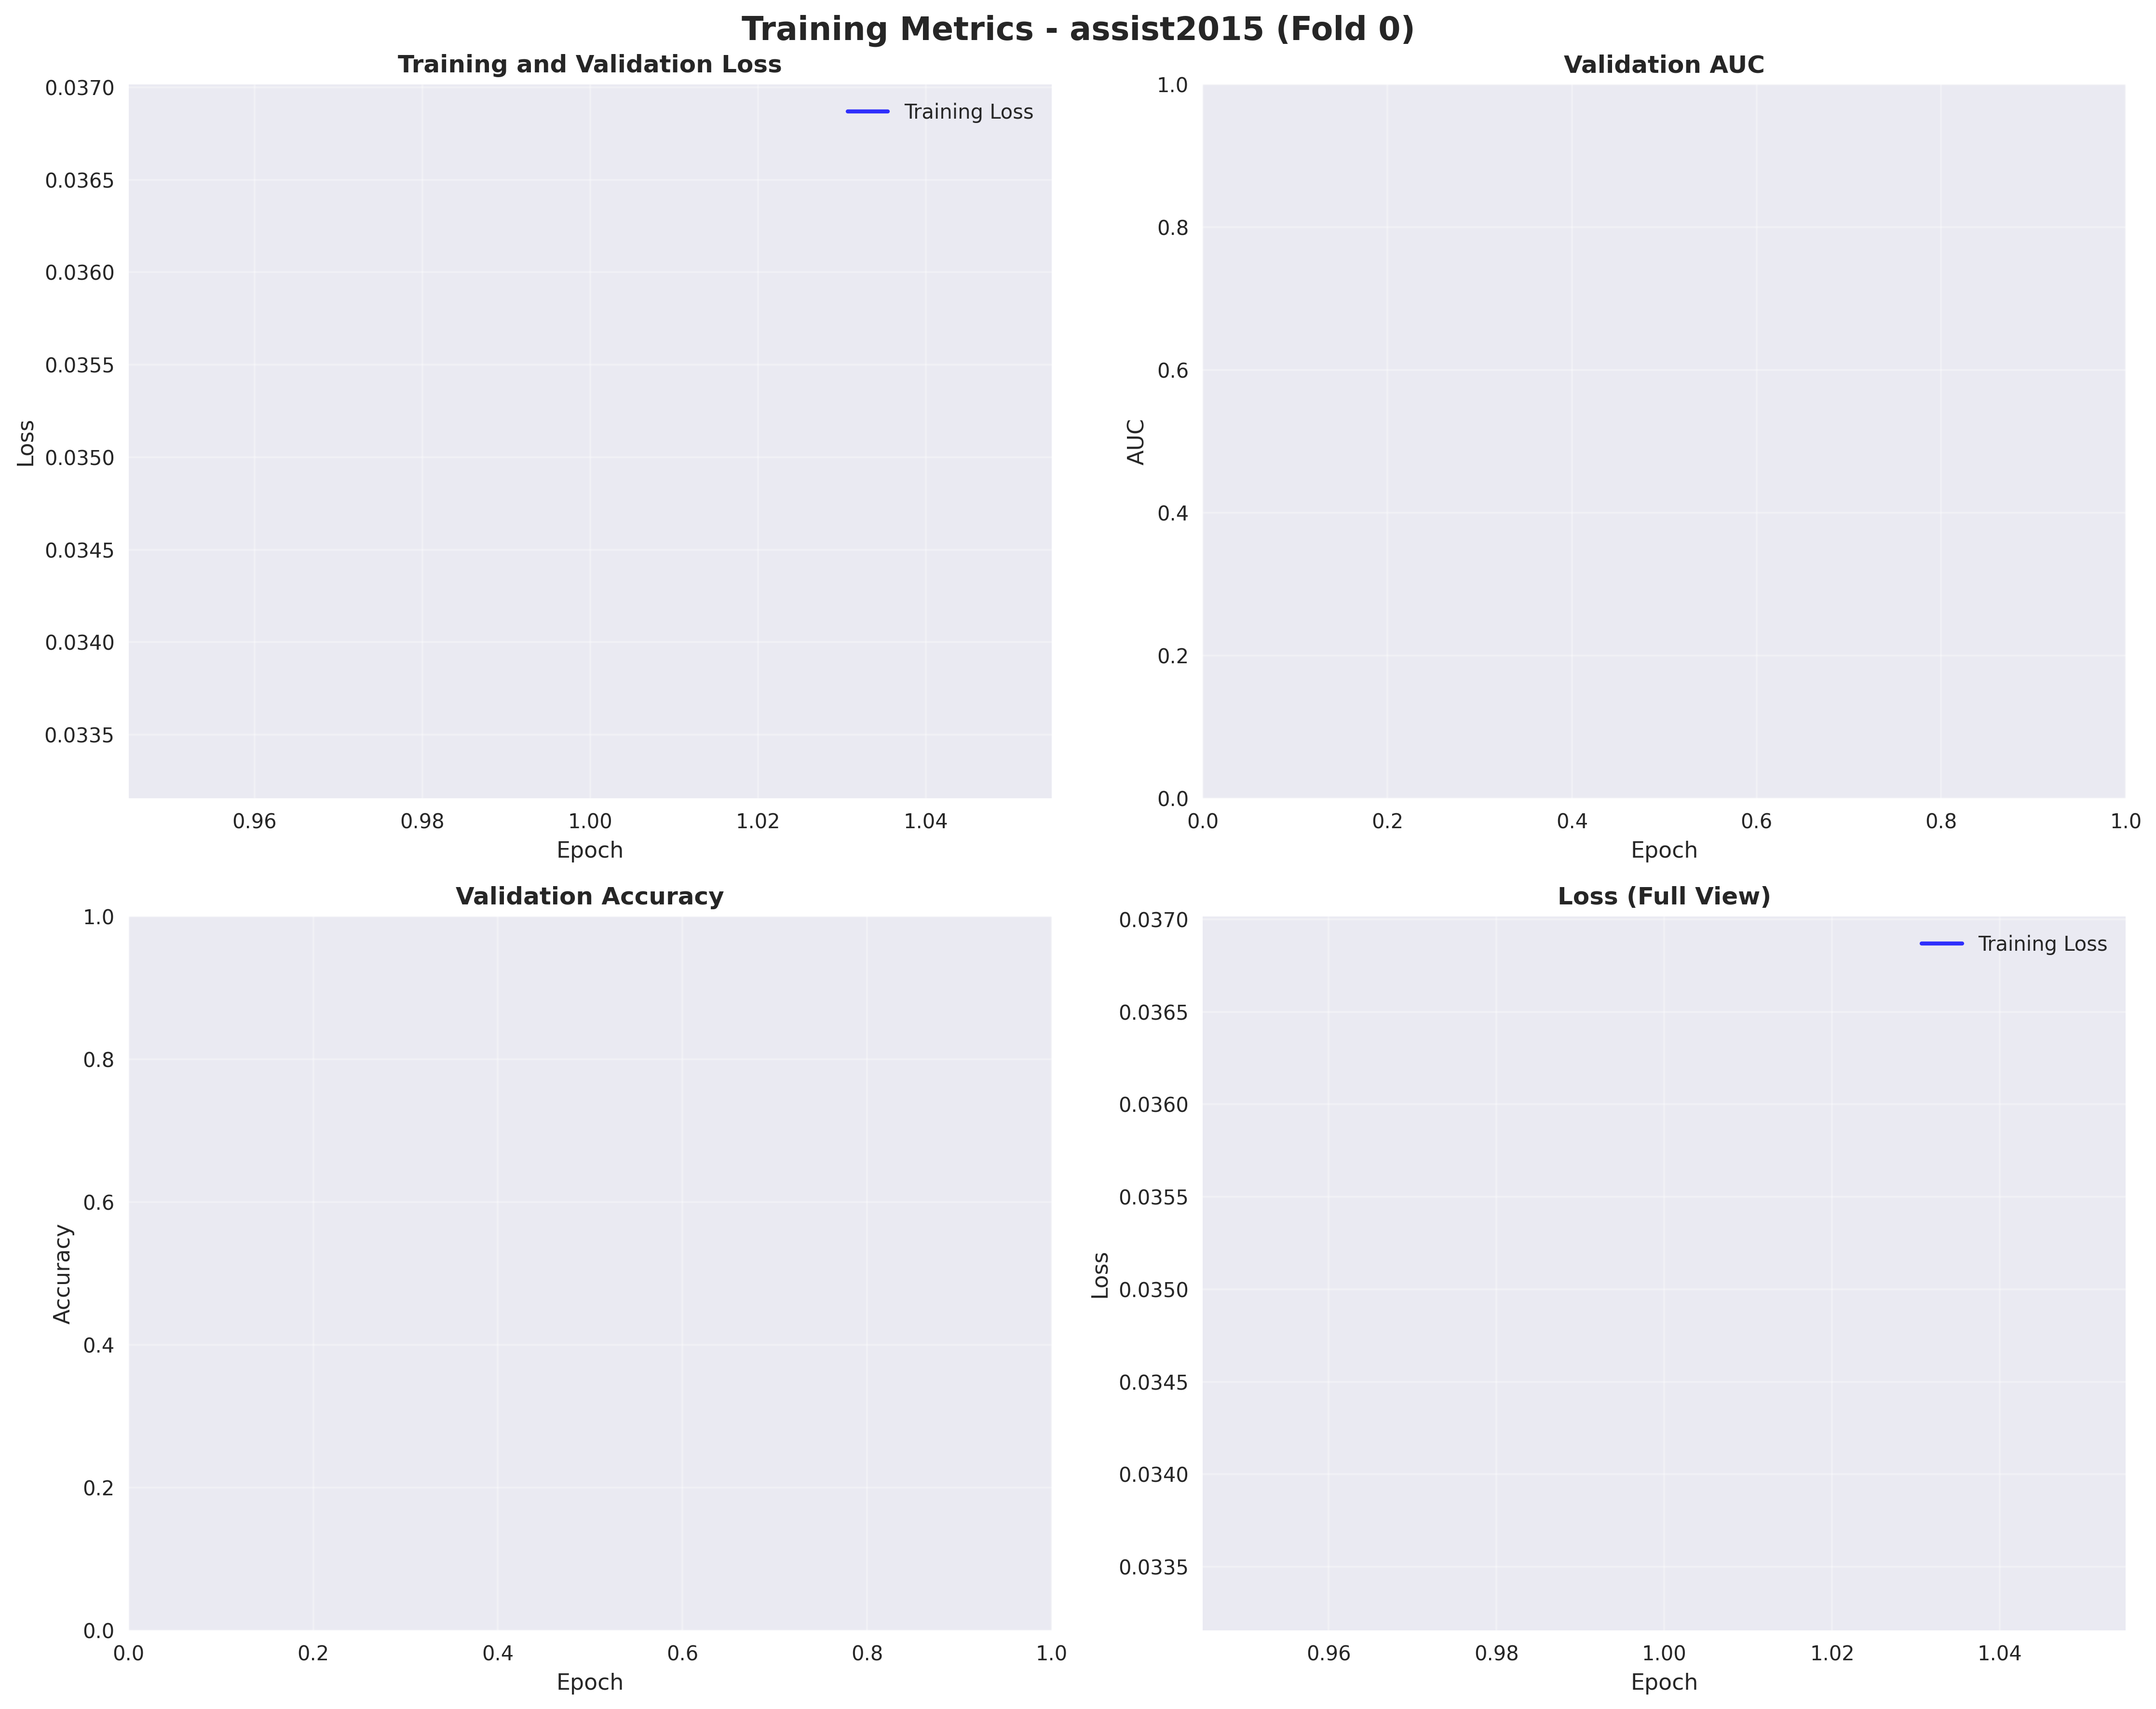 Training Metrics - assist2015 (Fold 0)
Training and Validation Loss
0.0370
0.0365
0.0360
0.0355
0.0350
0.0345
0.0340
0.0335
Loss
Training Loss
0.96 0.98 1.00 1.02 1.04
Epoch
Validation AUC
1.0
0.8
0.6
0.4
0.2
0.0
AUC
0.0 0.2 0.4 0.6 0.8 1.0
Epoch
Validation Accuracy
1.0
0.8
0.6
0.4
0.2
0.0
Accuracy
0.0 0.2 0.4 0.6 0.8 1.0
Epoch
Loss (Full View)
0.0370
0.0365
0.0360
0.0355
0.0350
0.0345
0.0340
0.0335
Loss
Training Loss
0.96 0.98 1.00 1.02 1.04
Epoch